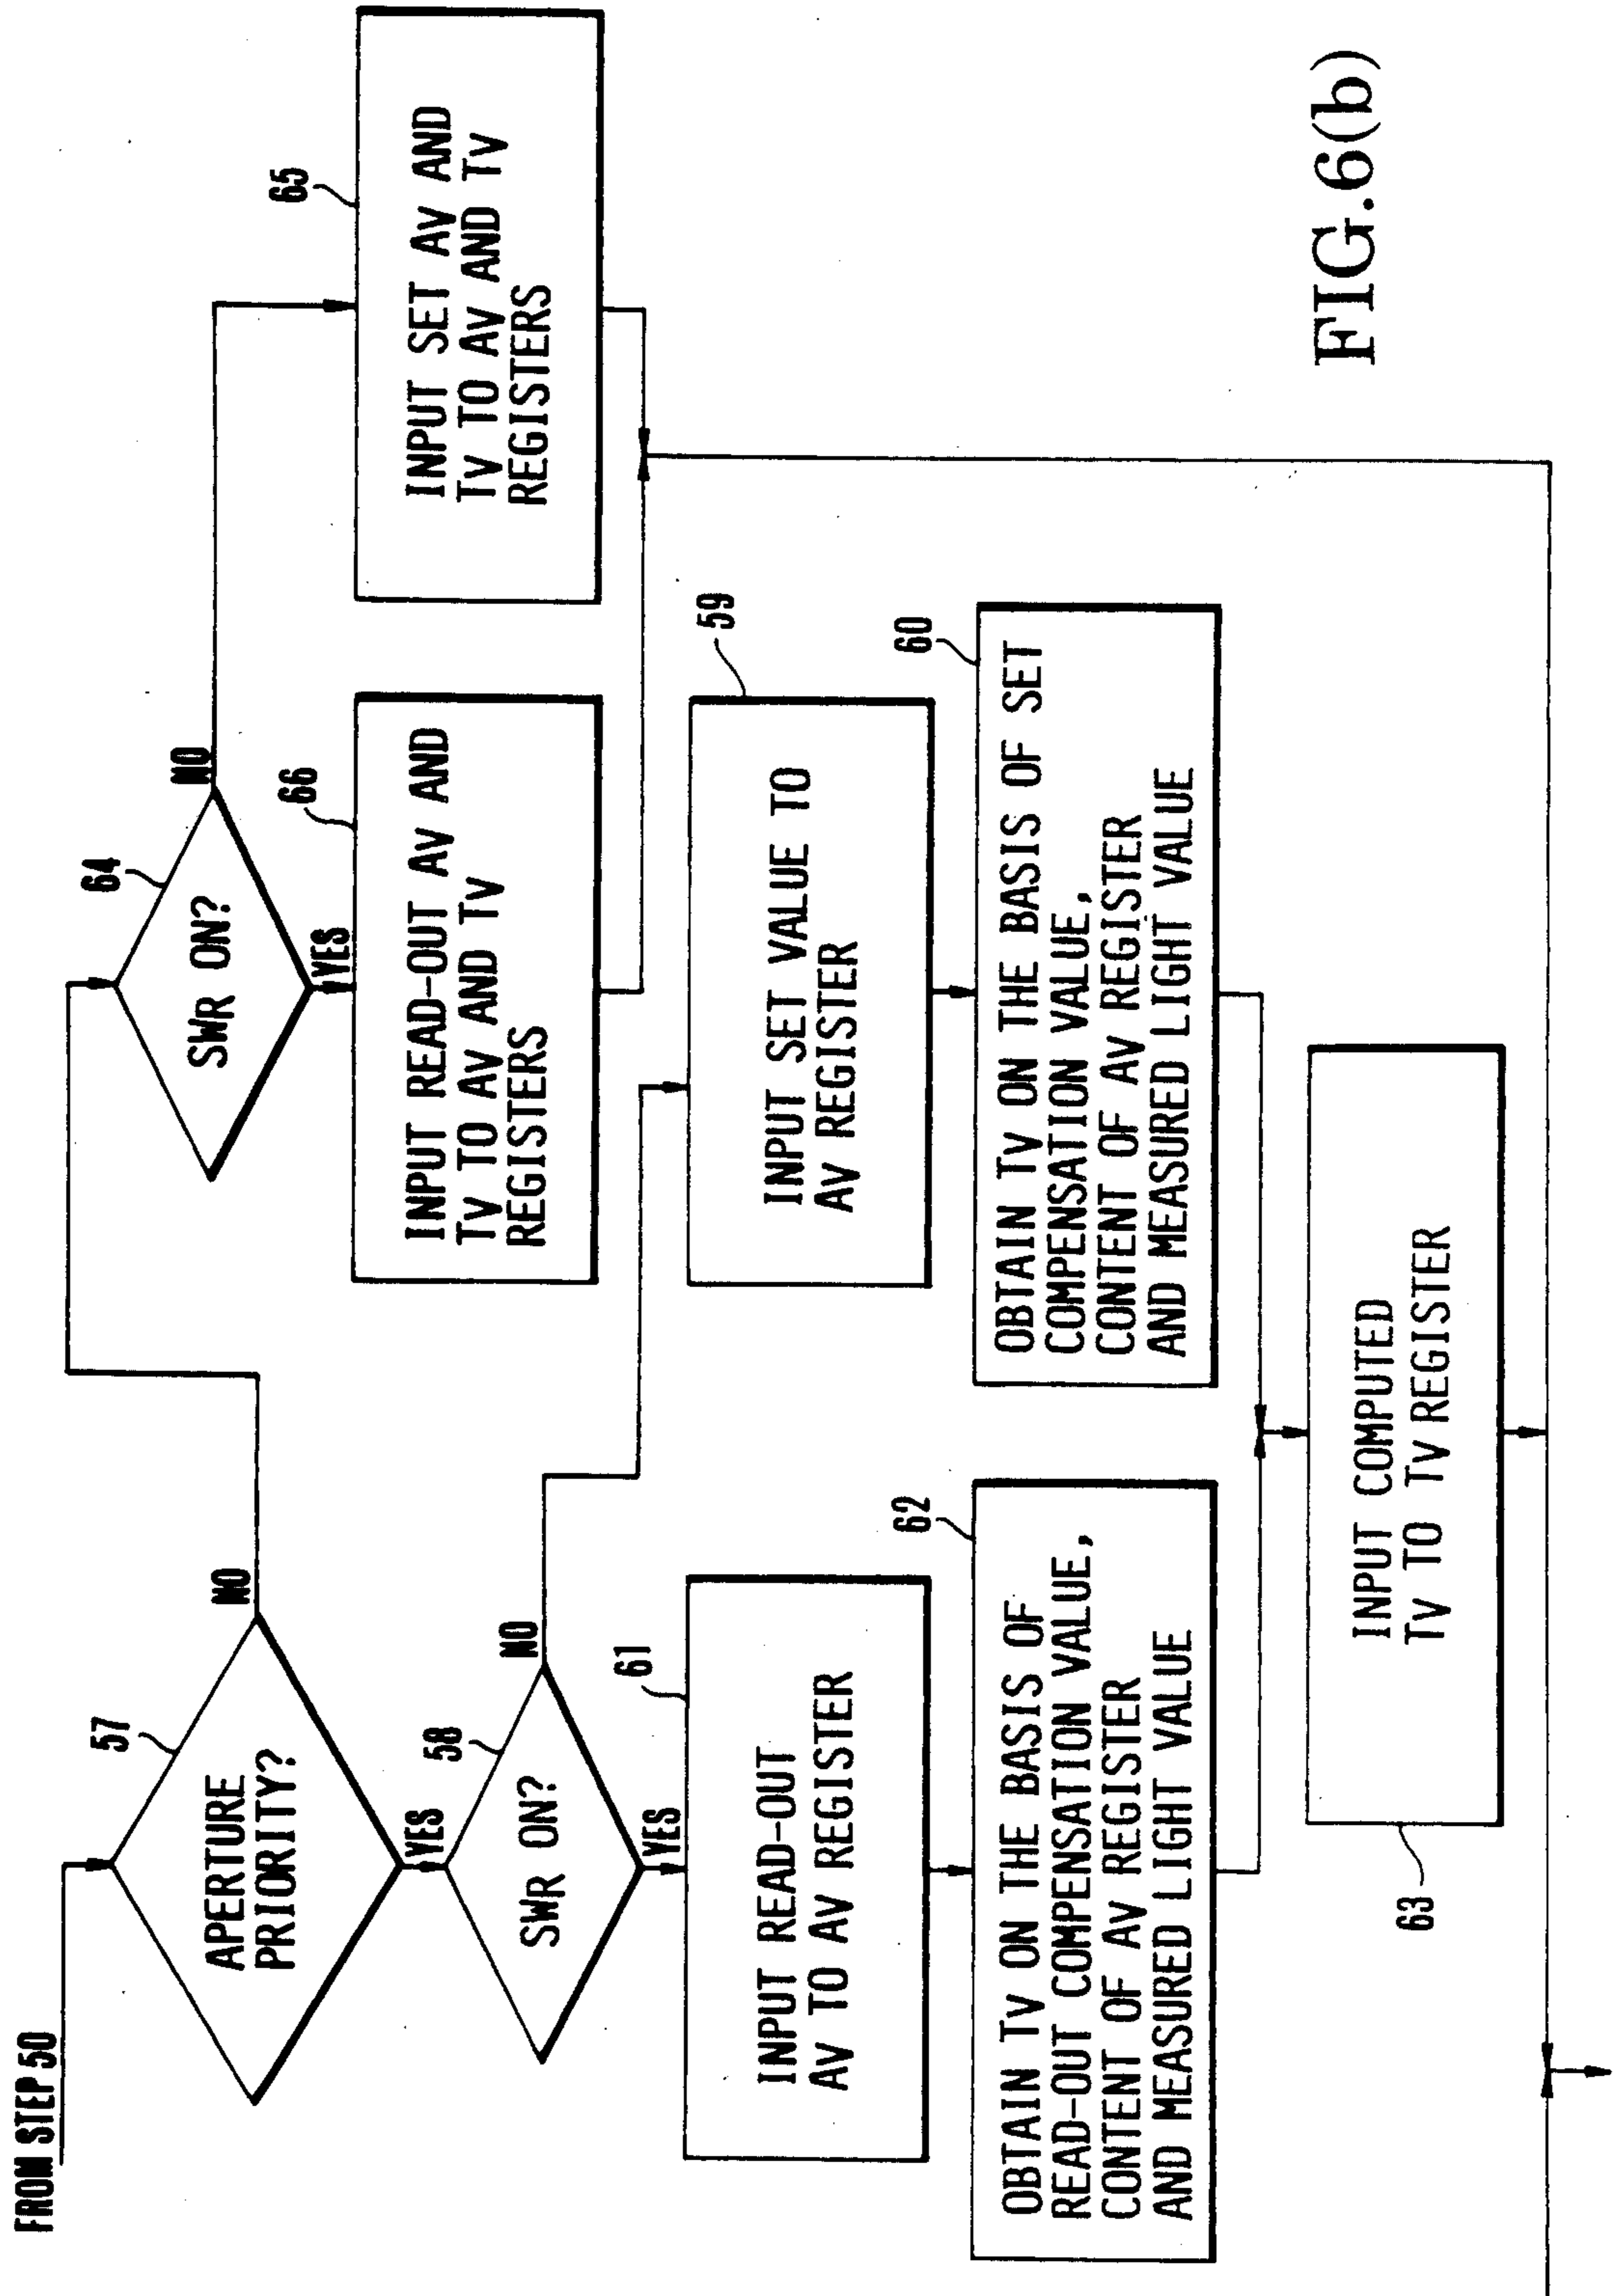 FROM STEP 50
57
APERTURE
PRIORITY?
NO
YES
58
SWR ON?
NO
YES
61
INPUT READ-OUT
AV TO AV REGISTER
62
OBTAIN TV ON THE BASIS OF
READ-OUT COMPENSATION VALUE,
CONTENT OF AV REGISTER
AND MEASURED LIGHT VALUE
64
SWR ON?
NO
YES
66
INPUT READ-OUT AV AND
TV TO AV AND TV
REGISTERS
65
INPUT SET AV AND
TV TO AV AND TV
REGISTERS
59
INPUT SET VALUE TO
AV REGISTER
60
OBTAIN TV ON THE BASIS OF SET
COMPENSATION VALUE,
CONTENT OF AV REGISTER
AND MEASURED LIGHT VALUE
63
INPUT COMPUTED
TV TO TV REGISTER
FIG.6(b)